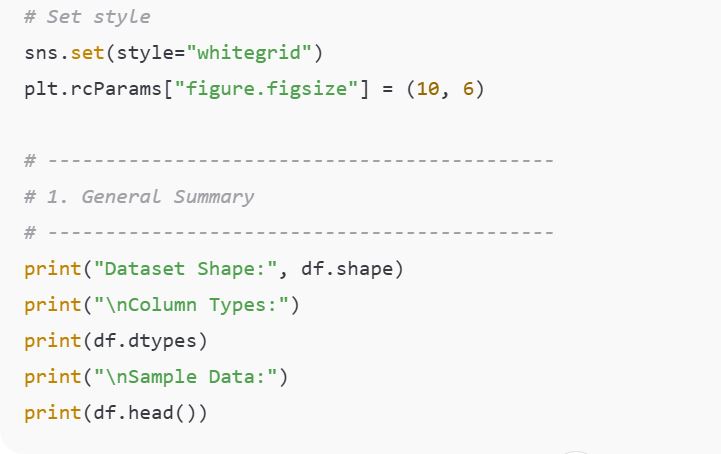 # Set style
sns.set(style="whitegrid")
plt.rcParams["figure.figsize"] = (10, 6)
# --------------------------------------------
# 1. General Summary
# --------------------------------------------
print("Dataset Shape:", df.shape)
print("\nColumn Types:")
print(df.dtypes)
print("\nSample Data:")
print(df.head())